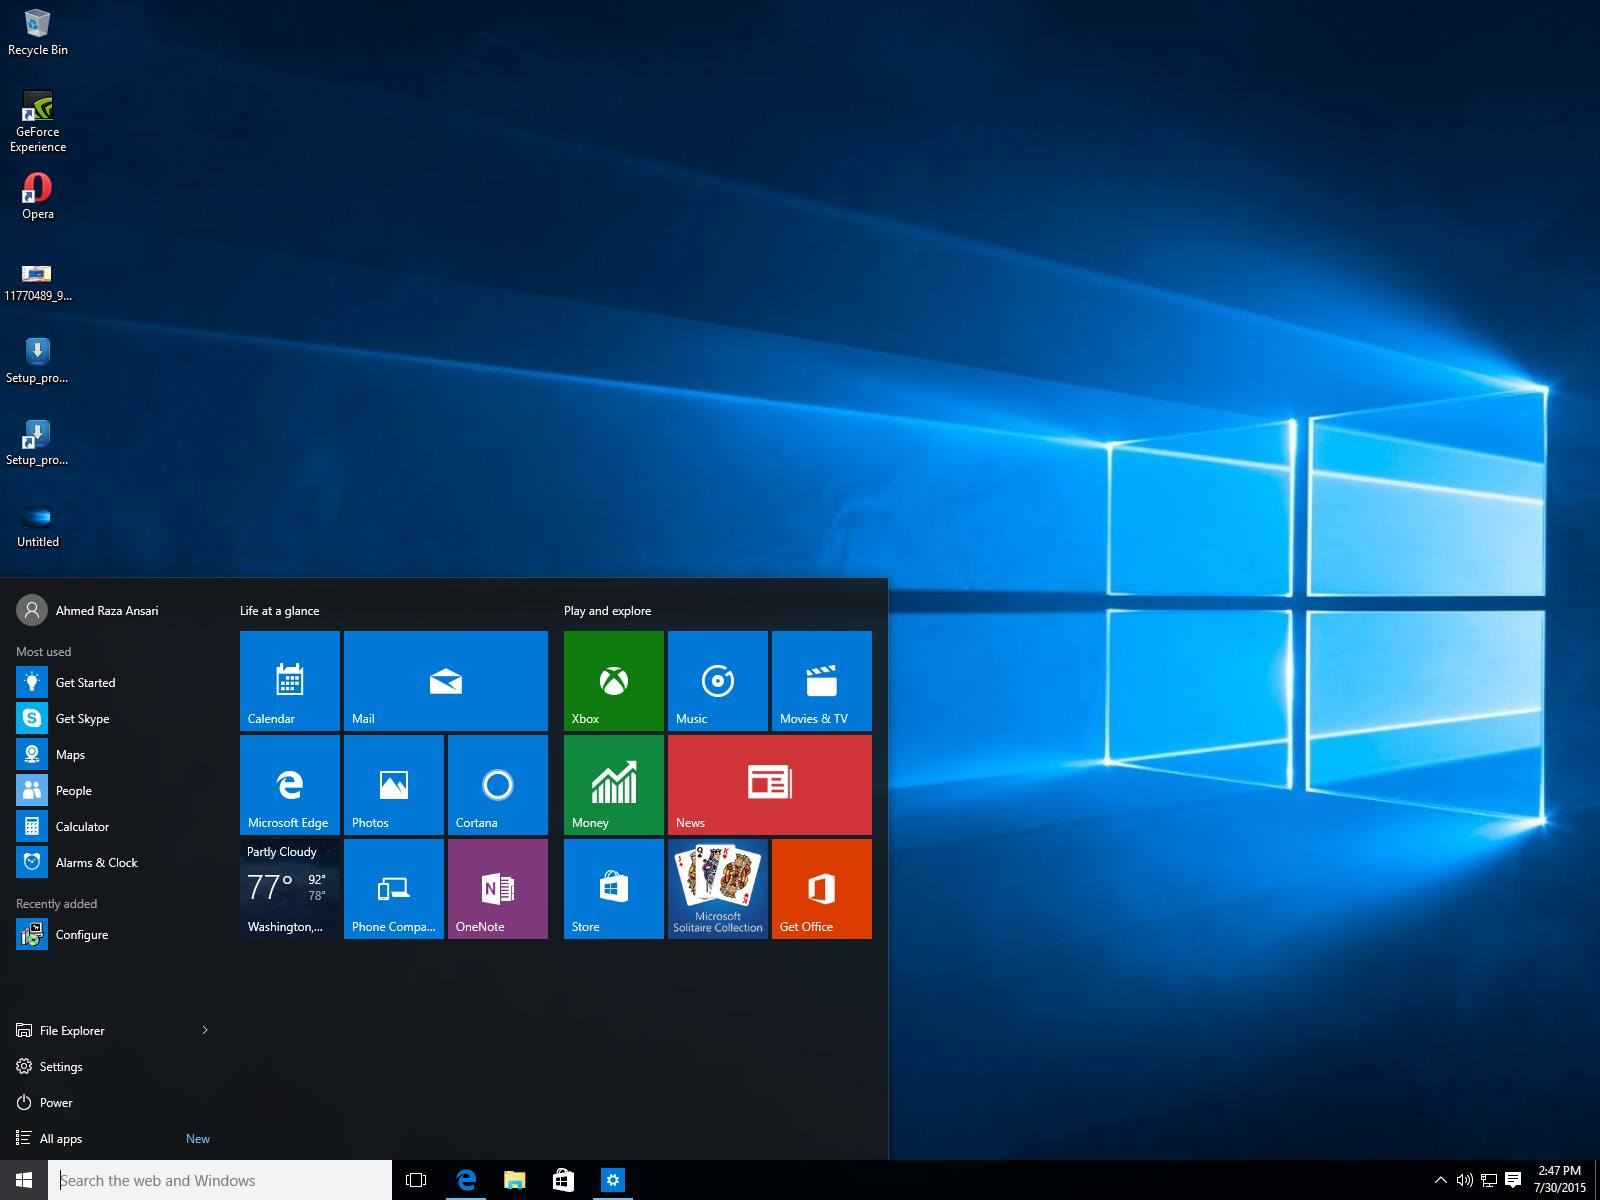 Recycle Bin
GeForce
Experience
Opera
11770489_9...
Setup_pro...
Setup_pro...
Untitled
Ahmed Raza Ansari
Most used
Get Started
Get Skype
Maps
People
Calculator
Alarms & Clock
Recently added
Configure
File Explorer
Settings
Power
All apps New
Life at a glance
Calendar
Mail
Microsoft Edge
Photos
Cortana
Partly Cloudy
77° 92°
78°
Washington,...
Phone Compa...
OneNote
Play and explore
Xbox
Music
Movies & TV
Money
News
Store
Microsoft
Solitaire Collection
Get Office
Search the web and Windows
2:47 PM
7/30/2015